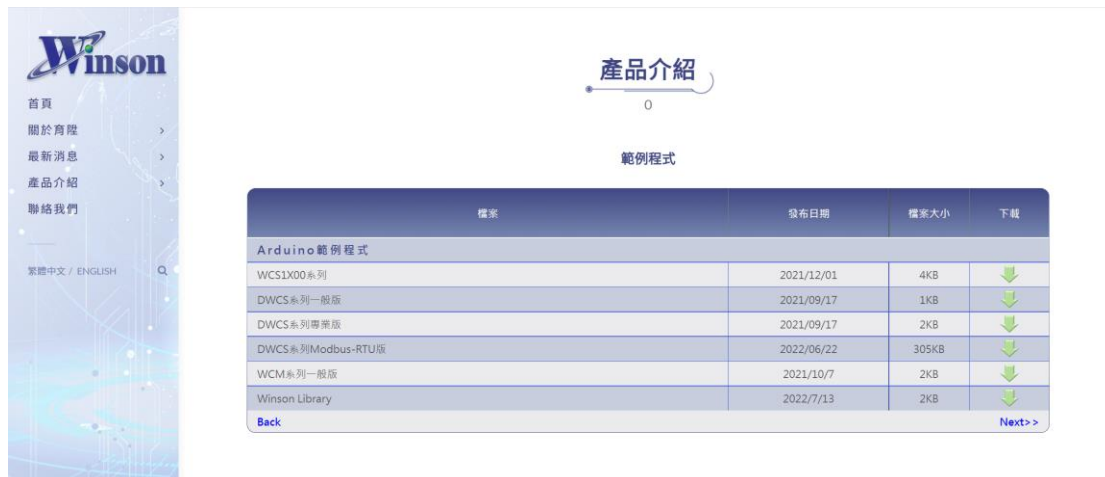 Winson
首頁
關於育陞
最新消息
產品介紹
聯絡我們
繁體中文 / ENGLISH
產品介紹
0
範例程式
檔案 發布日期 檔案大小 下載
Arduino範例程式
WCS1X00系列 2021/12/01 4KB
DWCS系列一般版 2021/09/17 1KB
DWCS系列專業版 2021/09/17 2KB
DWCS系列Modbus-RTU版 2022/06/22 305KB
WCM系列一般版 2021/10/7 2KB
Winson Library 2022/7/13 2KB
Back Next>>